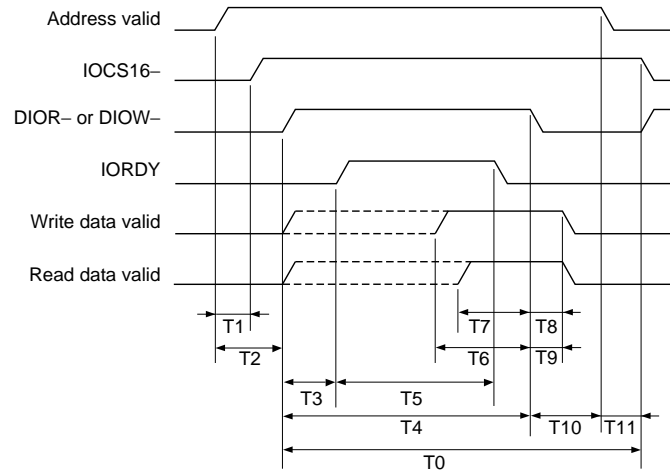 Address valid
IOCS16–
DIOR– or DIOW–
IORDY
Write data valid
Read data valid
T1
T7
T8
T2
T6
T9
T3
T5
T4
T10
T11
T0